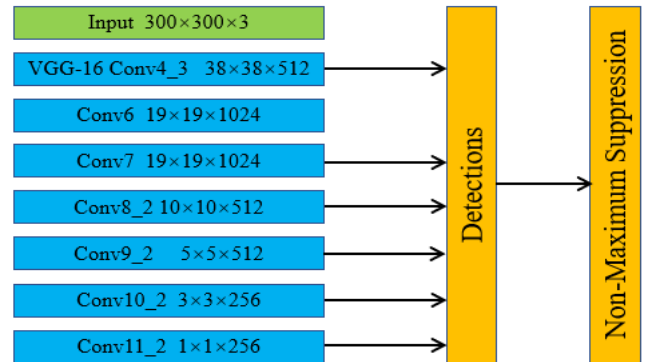 Input 300×300×3
VGG-16 Conv4_3 38×38×512
Conv6 19×19×1024
Conv7 19×19×1024
Conv8_2 10×10×512
Conv9_2 5×5×512
Conv10_2 3×3×256
Conv11_2 1×1×256
Detections
Non-Maximum Suppression